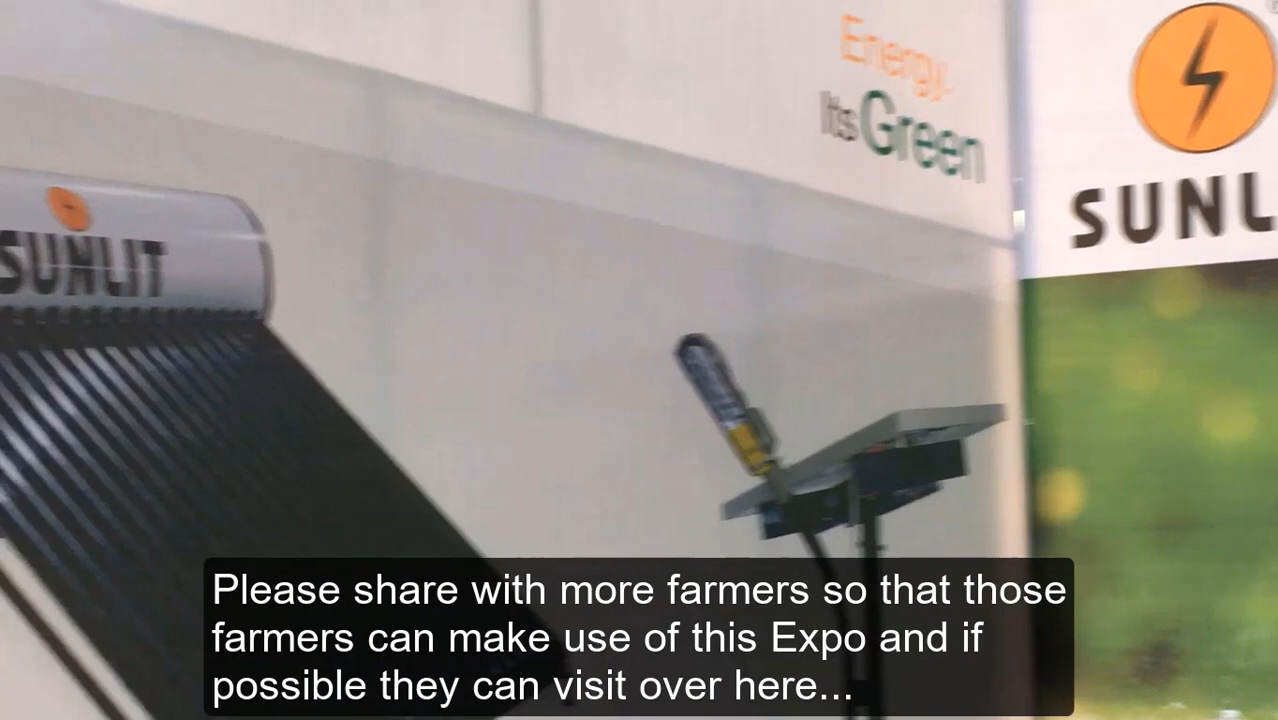 Energy.
Its Green
SUNL
SUNLIT
Please share with more farmers so that those
farmers can make use of this Expo and if
possible they can visit over here...